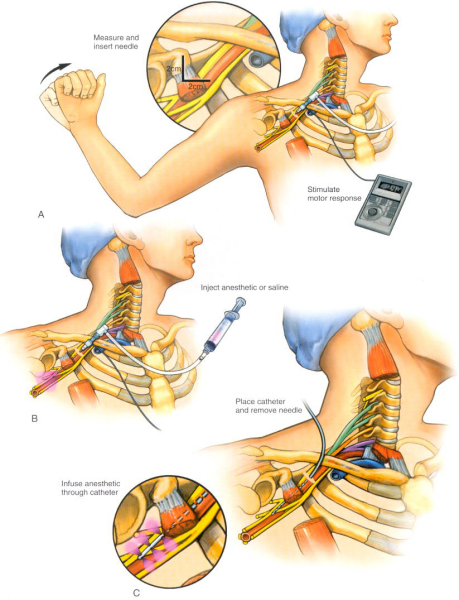 Measure and
insert needle
2cm
2cm
Stimulate
motor response
A
Inject anesthetic or saline
B
Place catheter
and remove needle
Infuse anesthetic
through catheter
C